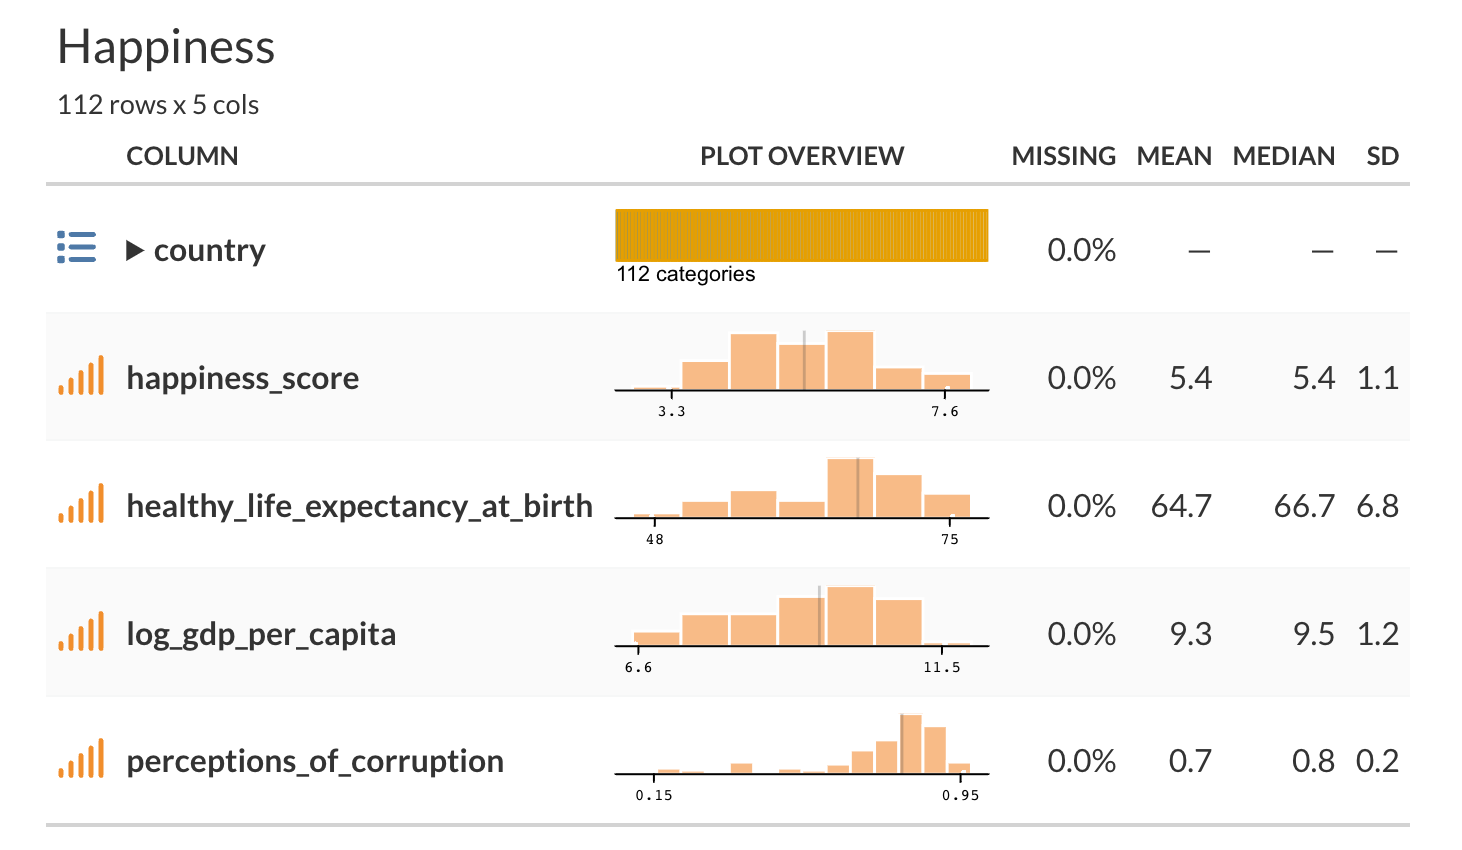 Happiness
112 rows x 5 cols
COLUMN PLOT OVERVIEW MISSING MEAN MEDIAN SD
country 0.0% — — —
112 categories
happiness_score 0.0% 5.4 5.4 1.1
3.3 7.6
healthy_life_expectancy_at_birth 0.0% 64.7 66.7 6.8
48 75
log_gdp_per_capita 0.0% 9.3 9.5 1.2
6.6 11.5
perceptions_of_corruption 0.0% 0.7 0.8 0.2
0.15 0.95